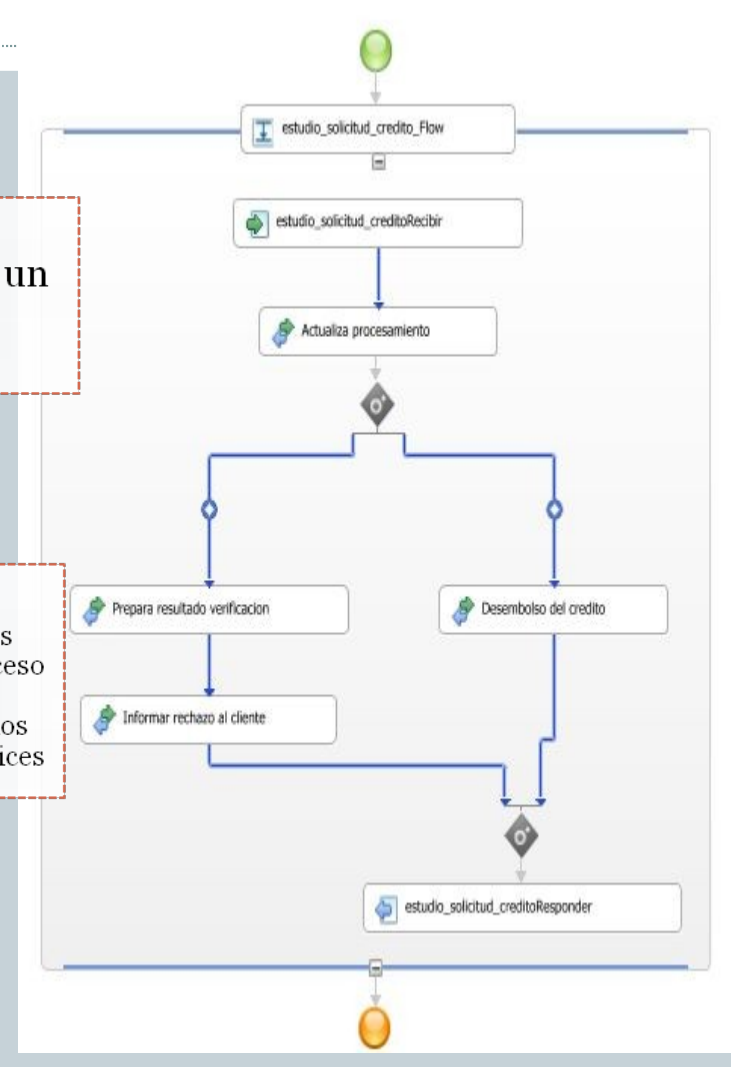 estudio_solicitud_credito_Flow
estudio_solicitud_creditoRecibir
un
Actualiza procesamiento
Prepara resultado verificacion
Desembolso del credito
s
eso
os
ices
Informar rechazo al cliente
estudio_solicitud_creditoResponder